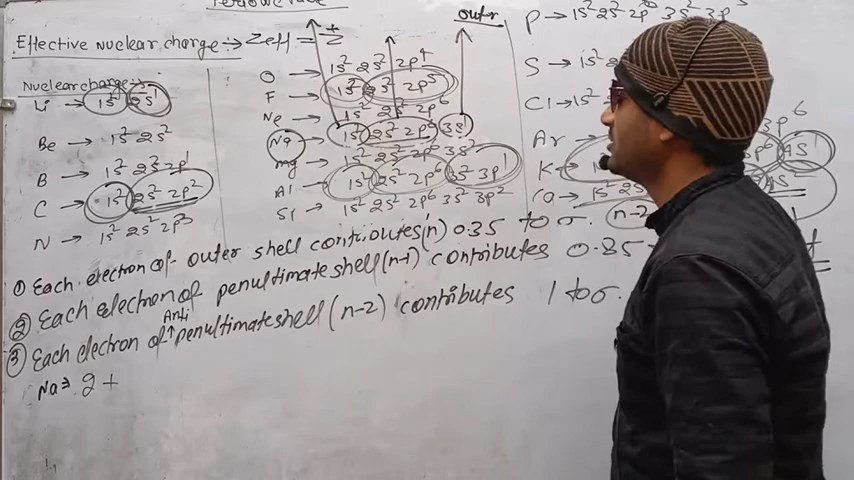 Effective nuclear charge :→ Zeff = Z
outer
Nuclear charge :-
Li → 1s² 2s¹
Be → 1s² 2s²
B → 1s² 2s² 2p¹
C → 1s² 2s² 2p²
N → 1s² 2s² 2p³
O → 1s² 2s² 2p⁴
F → 1s² 2s² 2p⁵
Ne → 1s² 2s² 2p⁶
Na → 1s² 2s² 2p⁶ 3s¹
Mg → 1s² 2s² 2p⁶ 3s²
Al → 1s² 2s² 2p⁶ 3s² 3p¹
Si → 1s² 2s² 2p⁶ 3s² 3p²
P → 1s² 2s² 2p⁶ 3s² 3p³
S → 1s²
Cl → 1s²
Ar →
K →
Ca → 1s² 2s
3p⁶
4s¹
4s²
n-2
① Each electron of outer shell contributes (n) 0.35 to σ.
② Each electron of penultimate shell (n-1) contributes 0.85
③ Each electron of Anti penultimate shell (n-2) contributes 1 to σ.
Na ⇒ 2 +